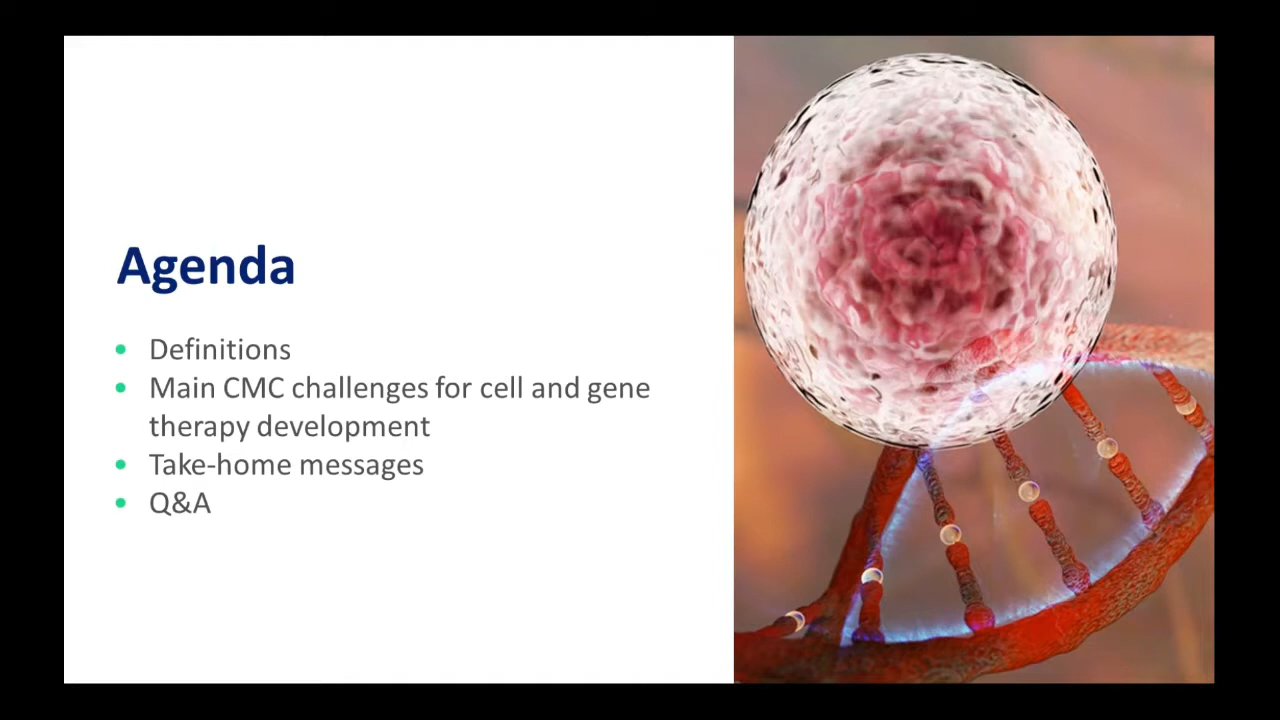 Agenda
• Definitions
• Main CMC challenges for cell and gene
therapy development
• Take-home messages
• Q&A